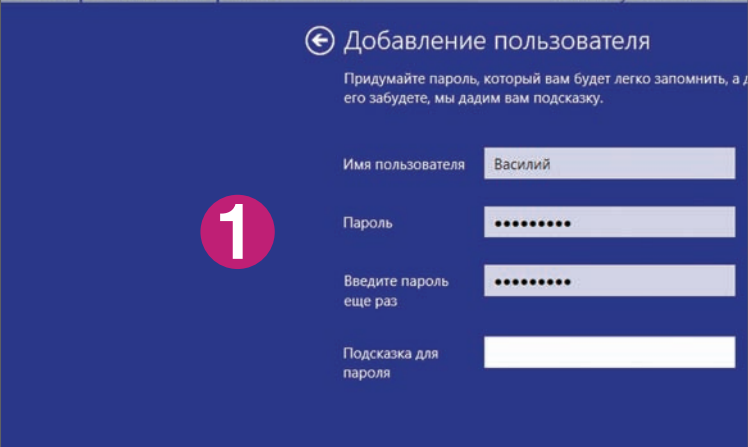 Добавление пользователя
Придумайте пароль, который вам будет легко запомнить, а
его забудете, мы дадим вам подсказку.
Имя пользователя
Василий
1
Пароль
•••••••••
Введите пароль
еще раз
•••••••••
Подсказка для
пароля